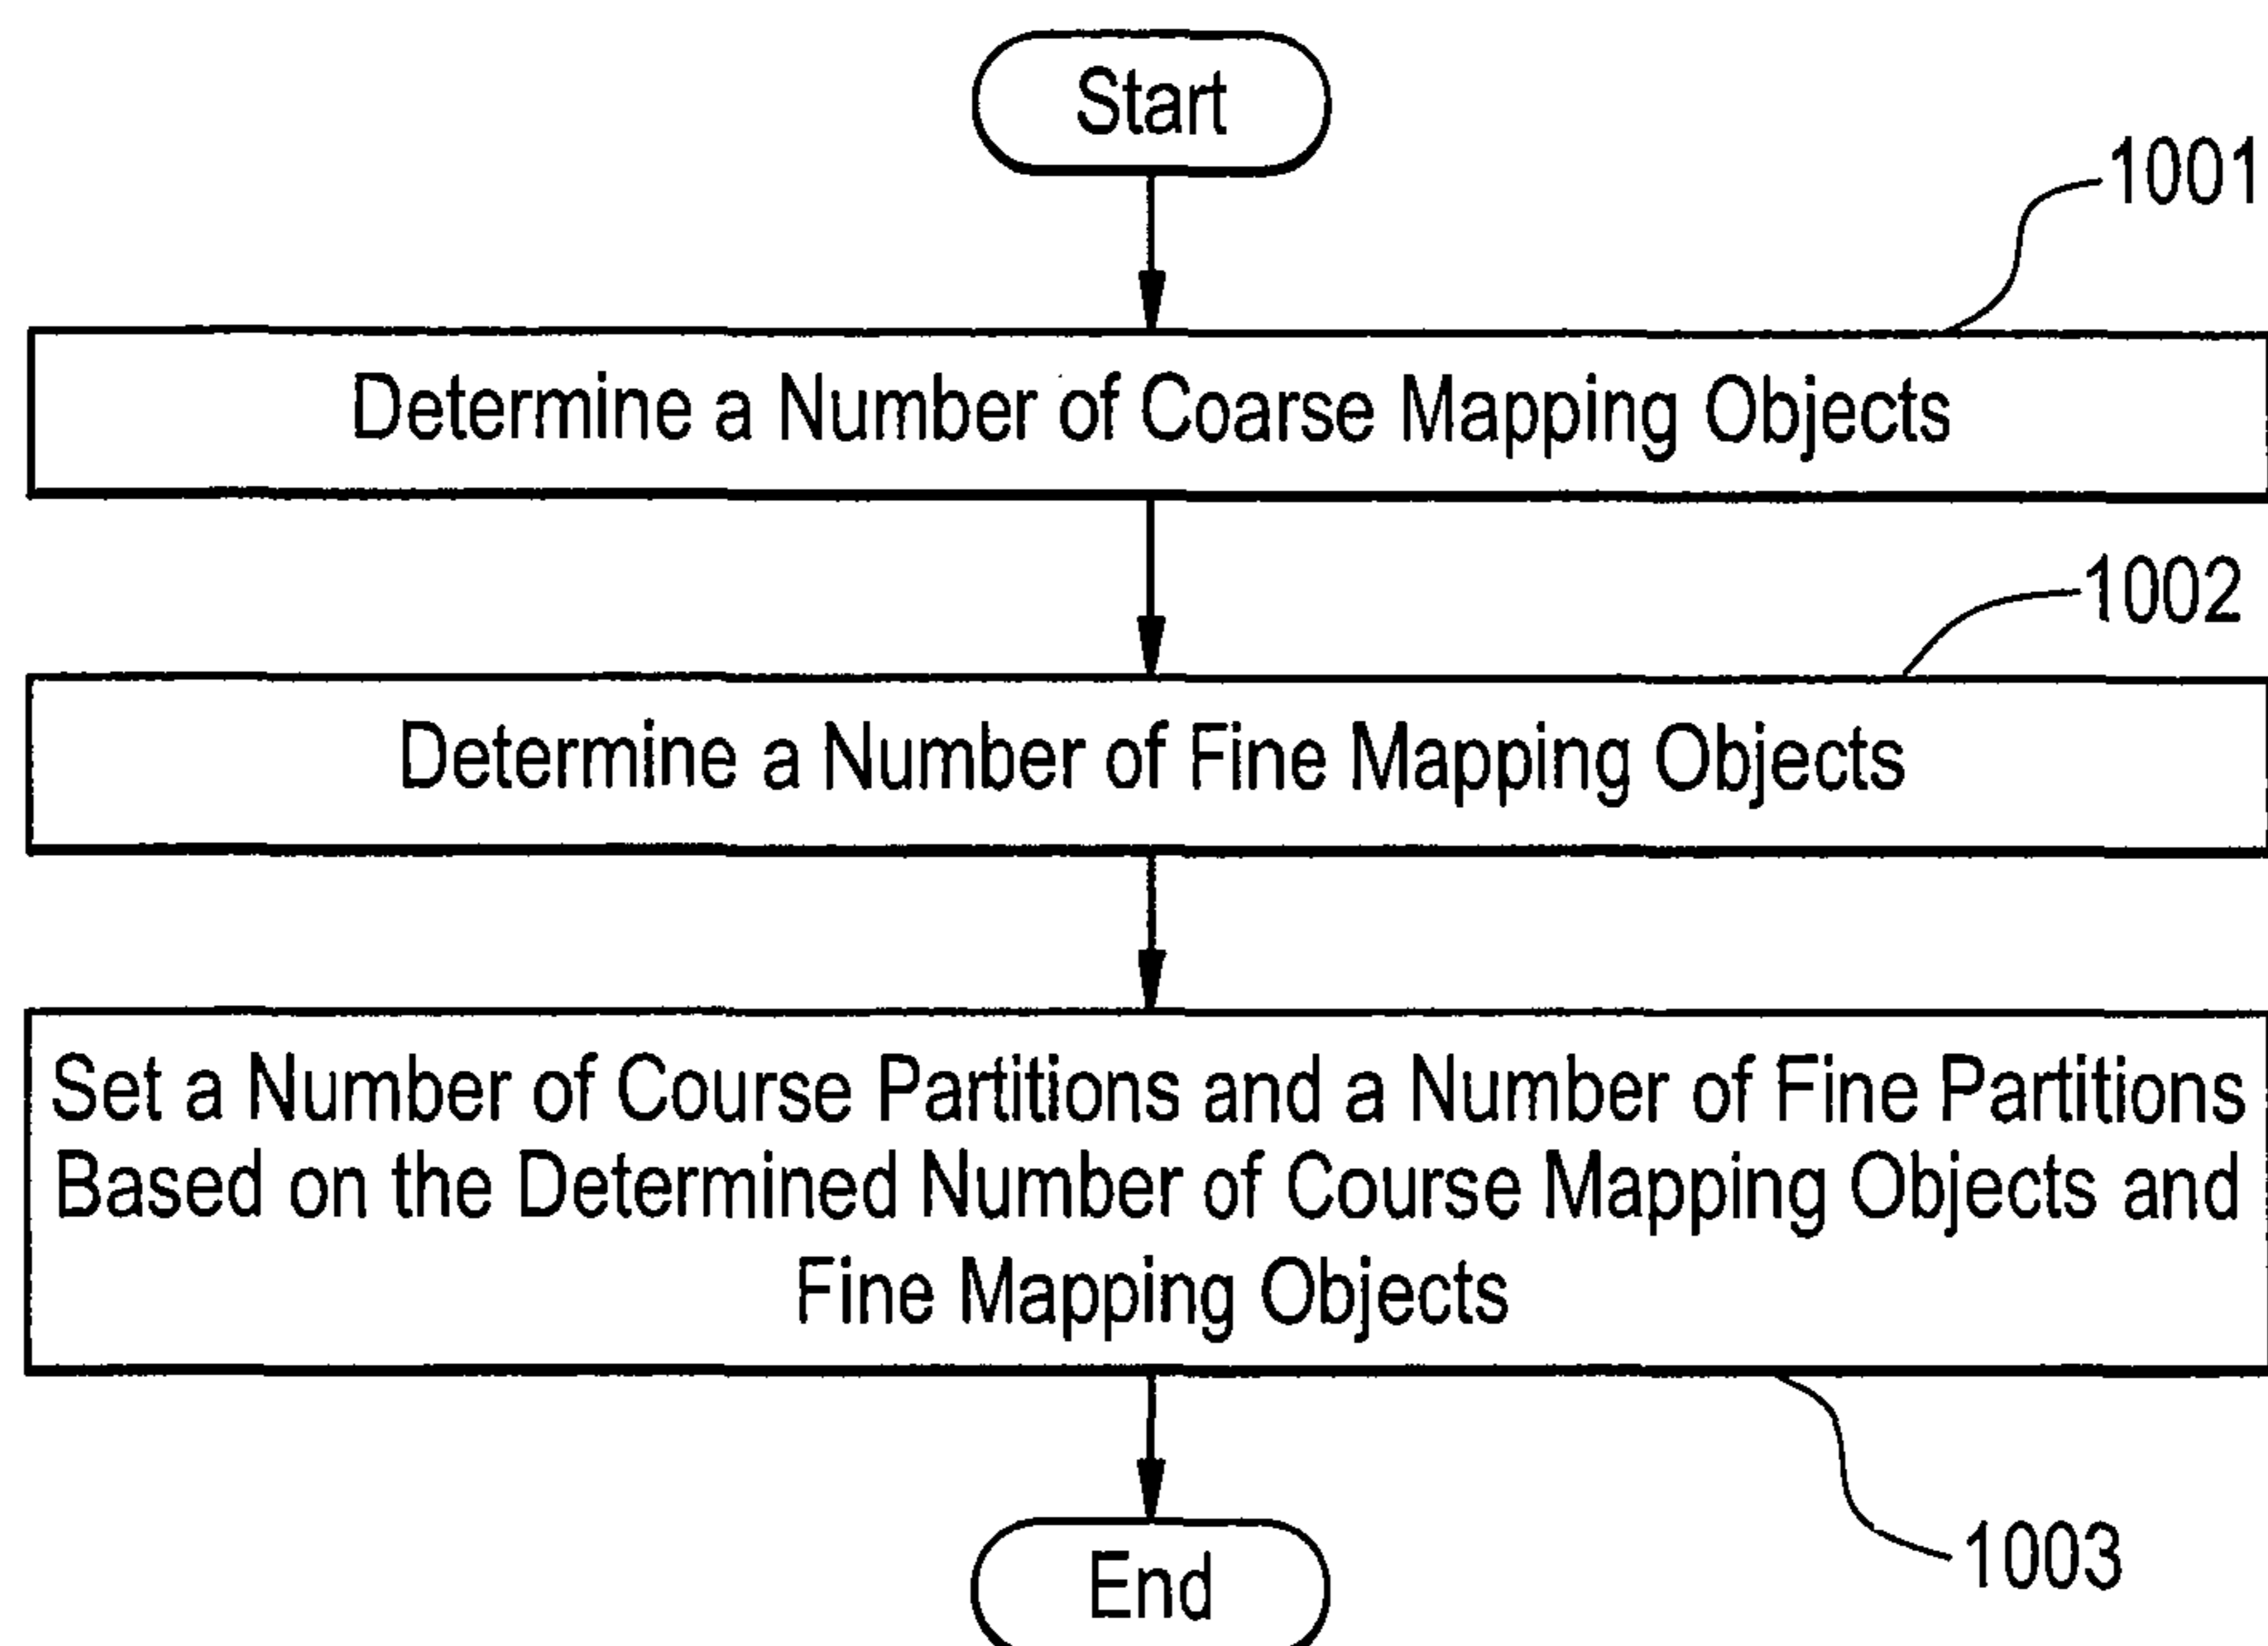 Start
1001
Determine a Number of Coarse Mapping Objects
1002
Determine a Number of Fine Mapping Objects
Set a Number of Course Partitions and a Number of Fine Partitions
Based on the Determined Number of Course Mapping Objects and
Fine Mapping Objects
1003
End